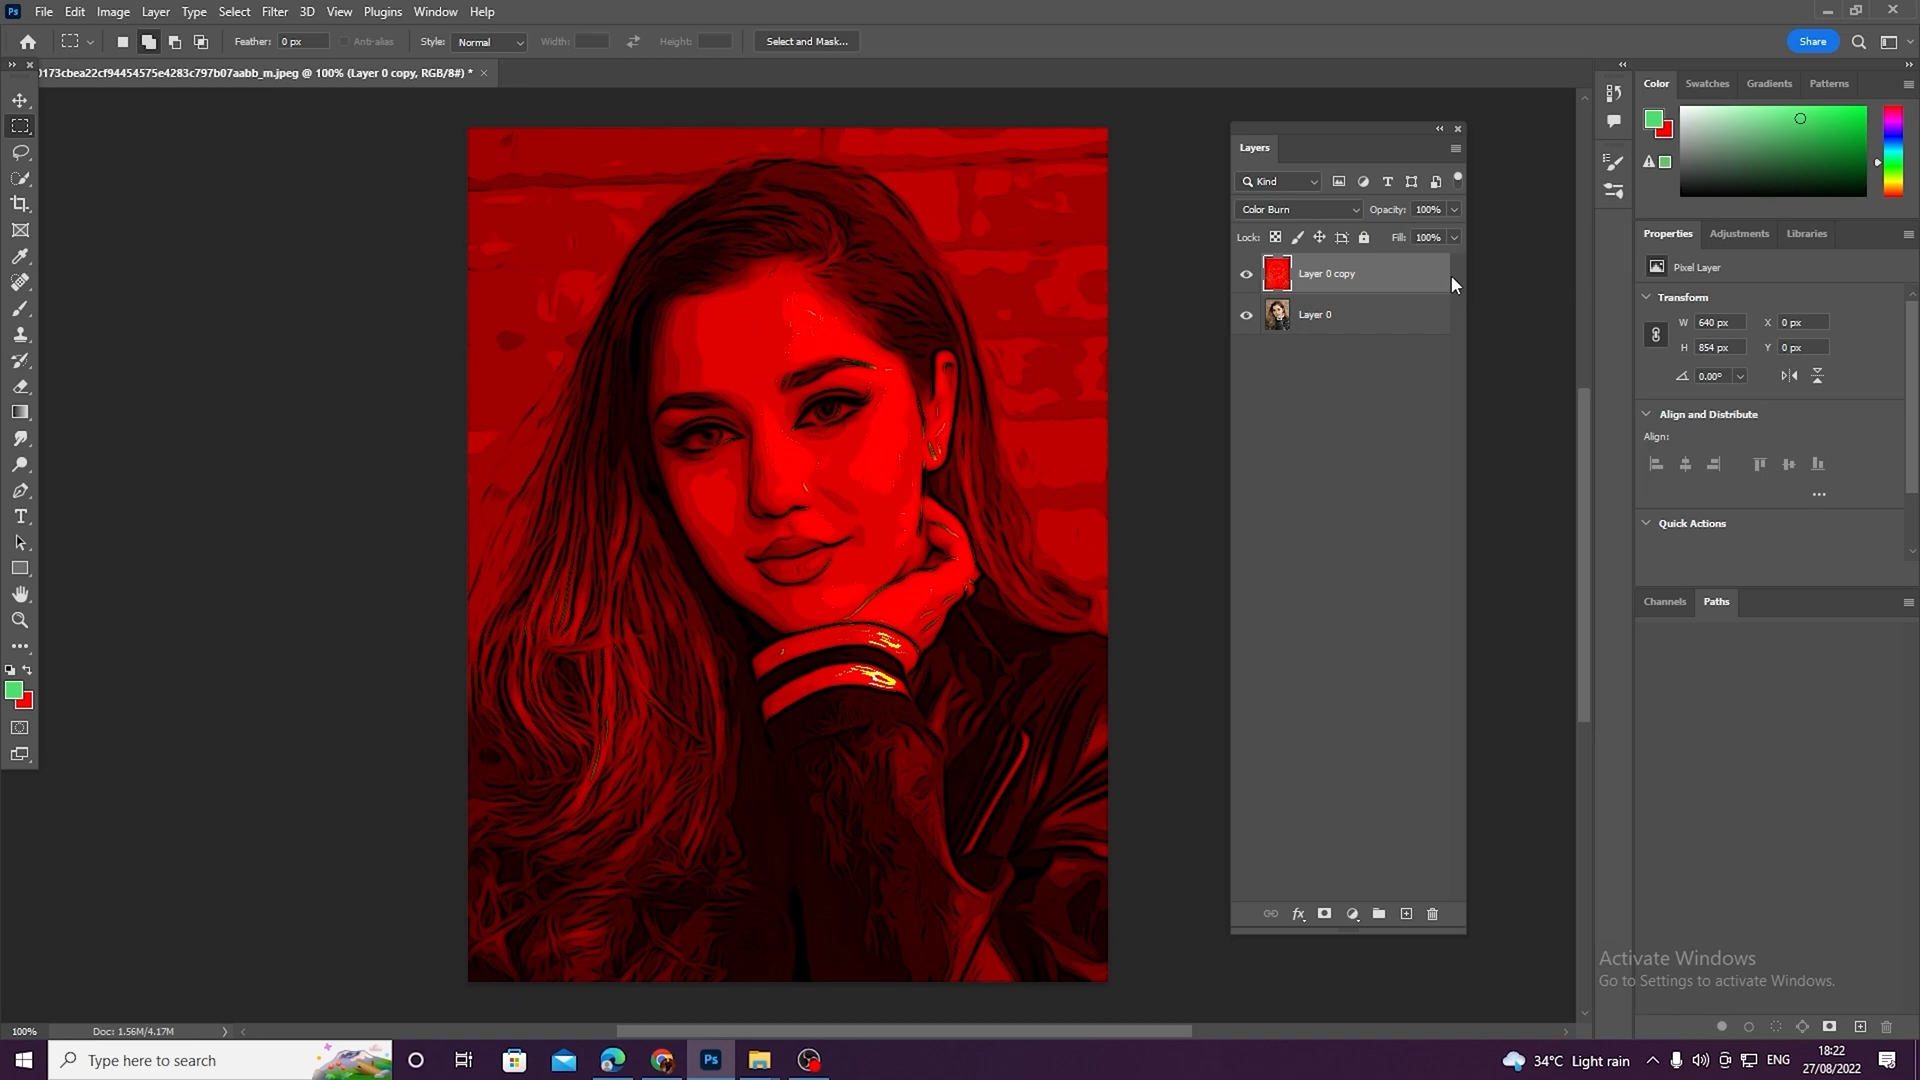 Ps File Edit Image Layer Type Select Filter 3D View Plugins Window Help
Feather: 0 px Anti-alias Style: Normal Width: Height: Select and Mask... Share
0173cbea22cf94454575e4283c797b07aabb_m.jpeg @ 100% (Layer 0 copy, RGB/8#) *
Color Swatches Gradients Patterns
Layers
Kind
Color Burn Opacity: 100%
Lock: Fill: 100%
Layer 0 copy
Layer 0
Properties Adjustments Libraries
Pixel Layer
Transform
W 640 px X 0 px
H 854 px Y 0 px
0.00°
Align and Distribute
Align:
Quick Actions
Channels Paths
Activate Windows
Go to Settings to activate Windows.
100% Doc: 1.56M/4.17M
Type here to search
Ps
34°C Light rain
ENG
18:22
27/08/2022